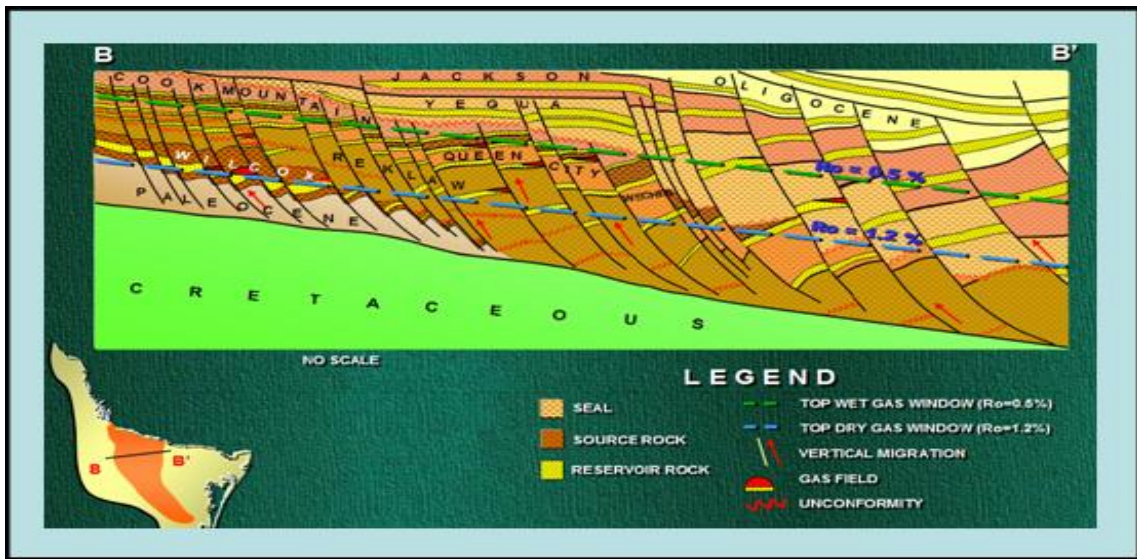 B B'
COOK MOUNTAIN
JACKSON
YEGUA
OLIGOCENE
WILCOX
REKLAW
QUEEN CITY
WECHES
PALEOCENE
Ro = 0.5 %
Ro = 1.2 %
CRETACEOUS
NO SCALE
LEGEND
SEAL
SOURCE ROCK
RESERVOIR ROCK
TOP WET GAS WINDOW (Ro=0.5%)
TOP DRY GAS WINDOW (Ro=1.2%)
VERTICAL MIGRATION
GAS FIELD
UNCONFORMITY
B B'